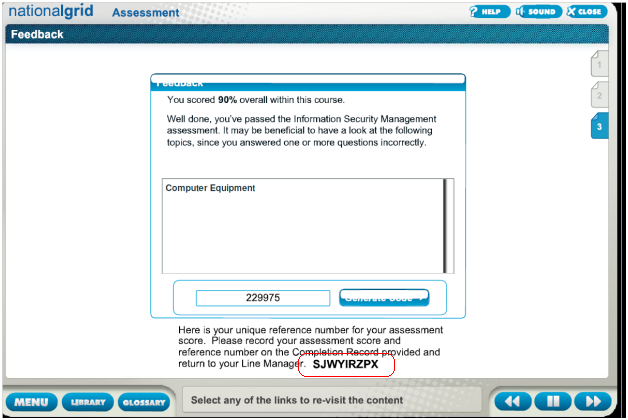 nationalgrid Assessment
? HELP SOUND X CLOSE
Feedback
1
2
3
Feedback
You scored 90% overall within this course.
Well done, you've passed the Information Security Management
assessment. It may be beneficial to have a look at the following
topics, since you answered one or more questions incorrectly.
Computer Equipment
229975 Generate Code
Here is your unique reference number for your assessment
score. Please record your assessment score and
reference number on the Completion Record provided and
return to your Line Manager. SJWYIRZPX
MENU LIBRARY GLOSSARY Select any of the links to re-visit the content